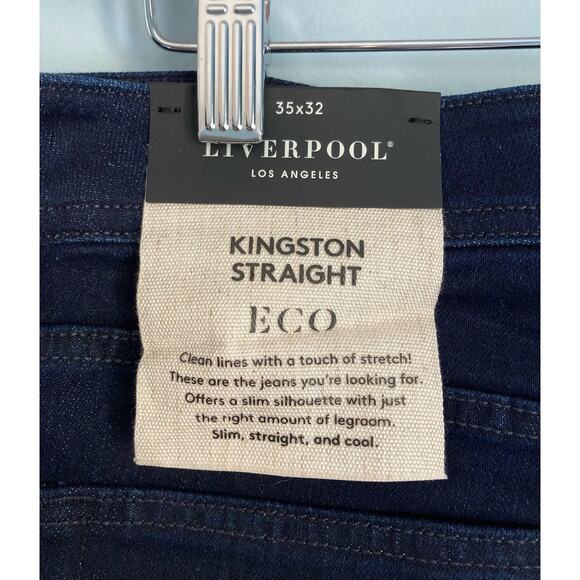 35x32
LIVERPOOL®
LOS ANGELES
KINGSTON
STRAIGHT
ECO
Clean lines with a touch of stretch!
These are the jeans you're looking for.
Offers a slim silhouette with just
the right amount of legroom.
Slim, straight, and cool.